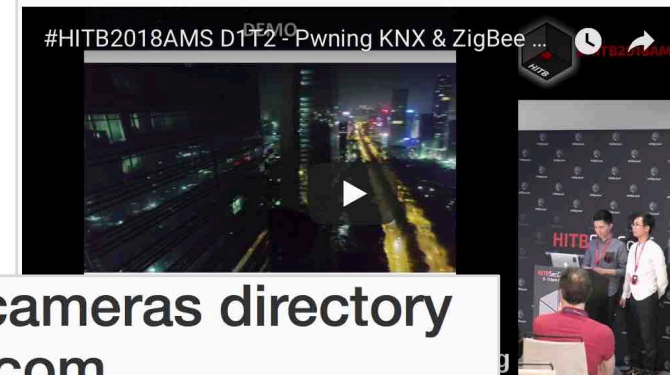 DEMO
#HITB2018AMS D1T2 - Pwning KNX & ZigBee ...
HITB
cameras directory
com
g